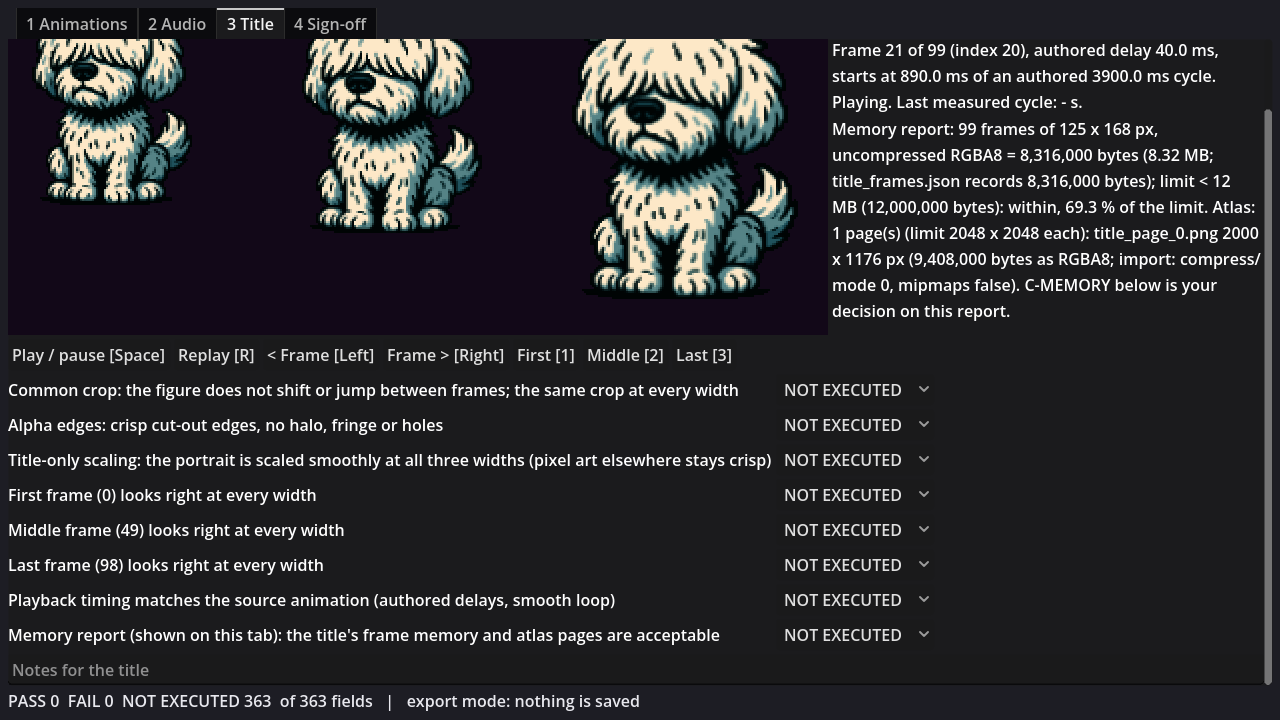 1 Animations 2 Audio 3 Title 4 Sign-off
Frame 21 of 99 (index 20), authored delay 40.0 ms,
starts at 890.0 ms of an authored 3900.0 ms cycle.
Playing. Last measured cycle: - s.
Memory report: 99 frames of 125 x 168 px,
uncompressed RGBA8 = 8,316,000 bytes (8.32 MB;
title_frames.json records 8,316,000 bytes); limit < 12
MB (12,000,000 bytes): within, 69.3 % of the limit. Atlas:
1 page(s) (limit 2048 x 2048 each): title_page_0.png 2000
x 1176 px (9,408,000 bytes as RGBA8; import: compress/
mode 0, mipmaps false). C-MEMORY below is your
decision on this report.
Play / pause [Space] Replay [R] < Frame [Left] Frame > [Right] First [1] Middle [2] Last [3]
Common crop: the figure does not shift or jump between frames; the same crop at every width NOT EXECUTED
Alpha edges: crisp cut-out edges, no halo, fringe or holes NOT EXECUTED
Title-only scaling: the portrait is scaled smoothly at all three widths (pixel art elsewhere stays crisp) NOT EXECUTED
First frame (0) looks right at every width NOT EXECUTED
Middle frame (49) looks right at every width NOT EXECUTED
Last frame (98) looks right at every width NOT EXECUTED
Playback timing matches the source animation (authored delays, smooth loop) NOT EXECUTED
Memory report (shown on this tab): the title's frame memory and atlas pages are acceptable NOT EXECUTED
Notes for the title
PASS 0 FAIL 0 NOT EXECUTED 363 of 363 fields | export mode: nothing is saved